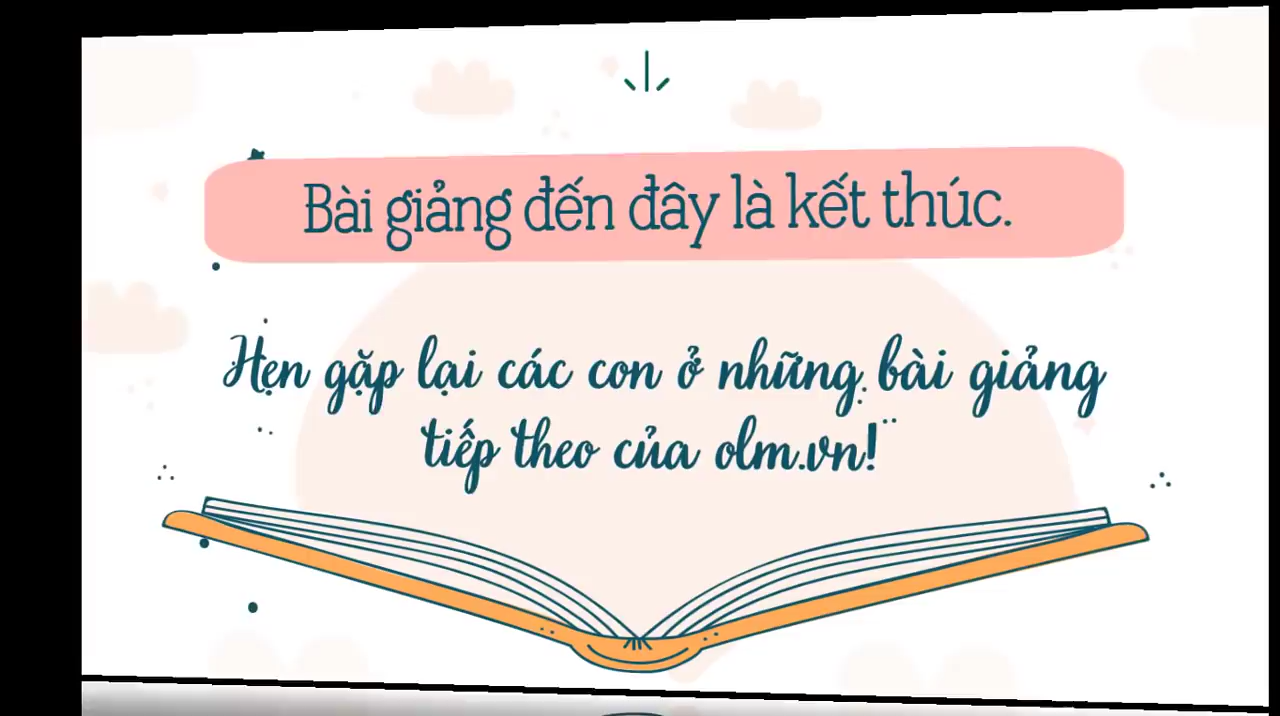 Bài giảng đến đây là kết thúc.
Hẹn gặp lại các con ở những bài giảng
tiếp theo của olm.vn!